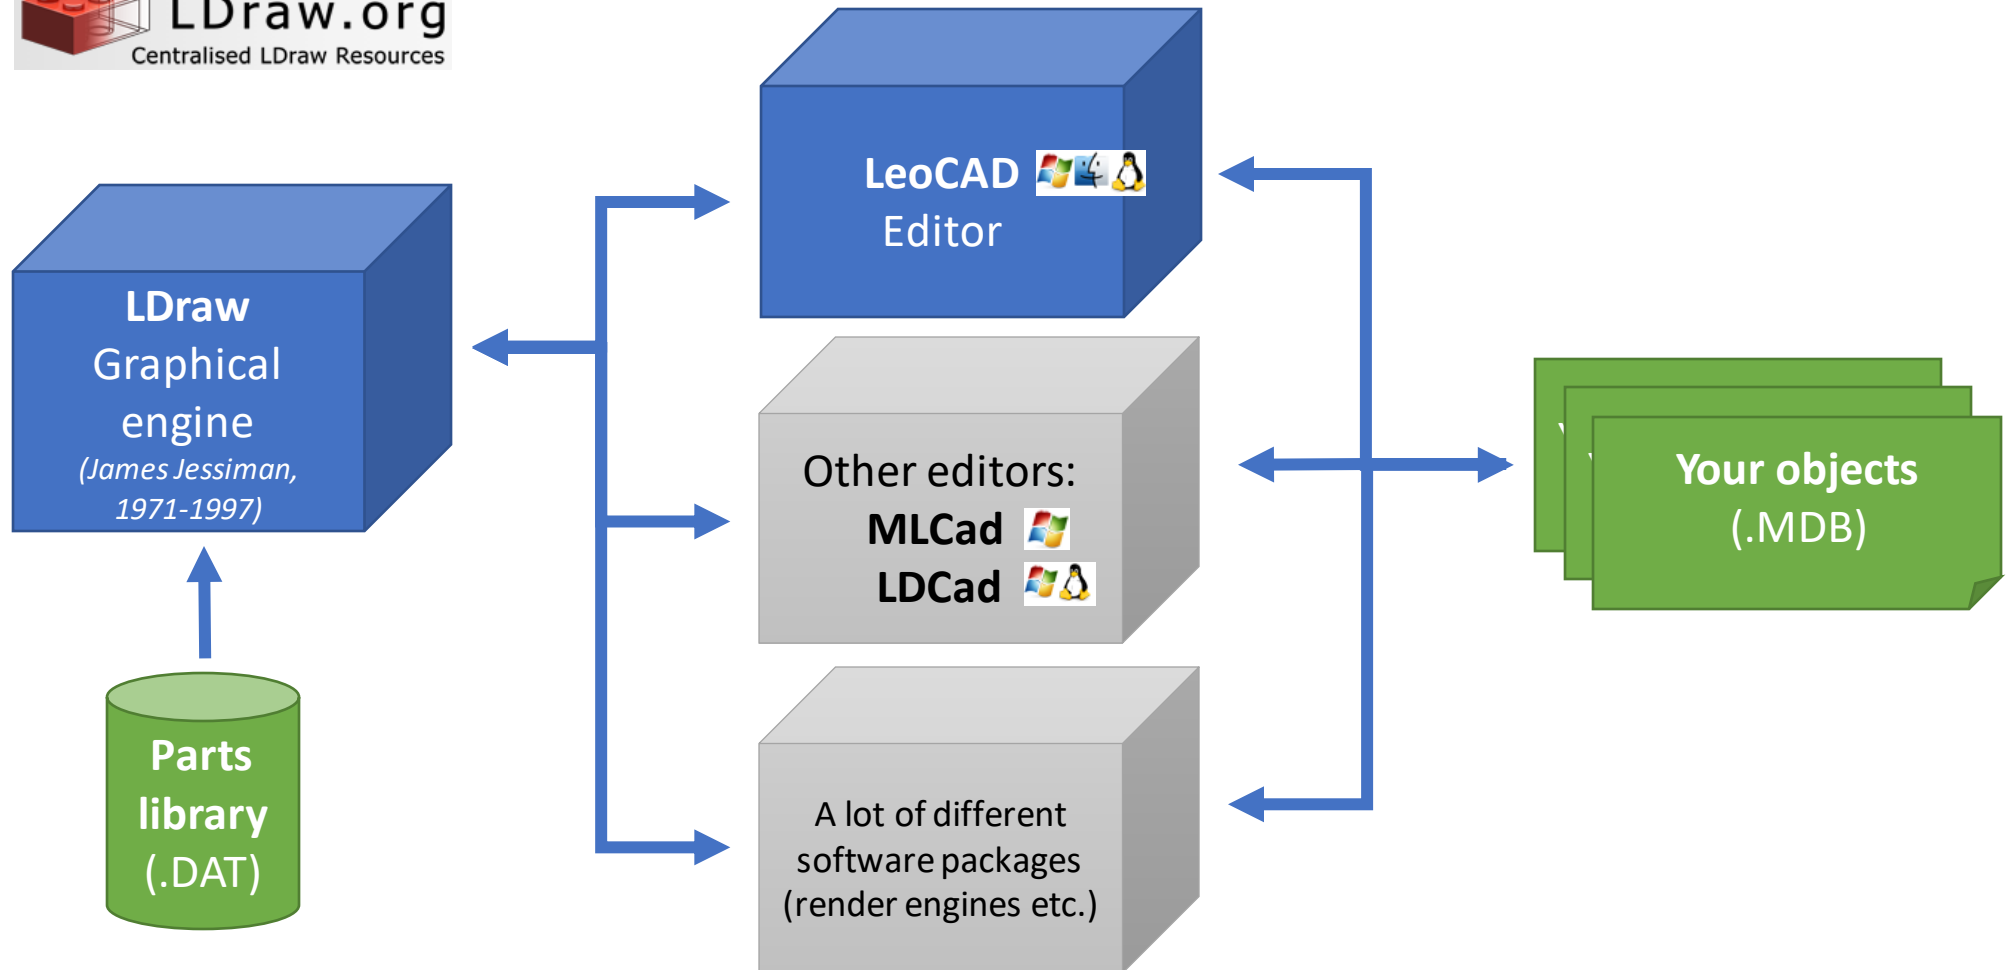 LDraw.org
Centralised LDraw Resources
LDraw
Graphical
engine
(James Jessiman,
1971-1997)
Parts
library
(.DAT)
LeoCAD
Editor
Other editors:
MLCad
LDCad
A lot of different
software packages
(render engines etc.)
Your objects
(.MDB)